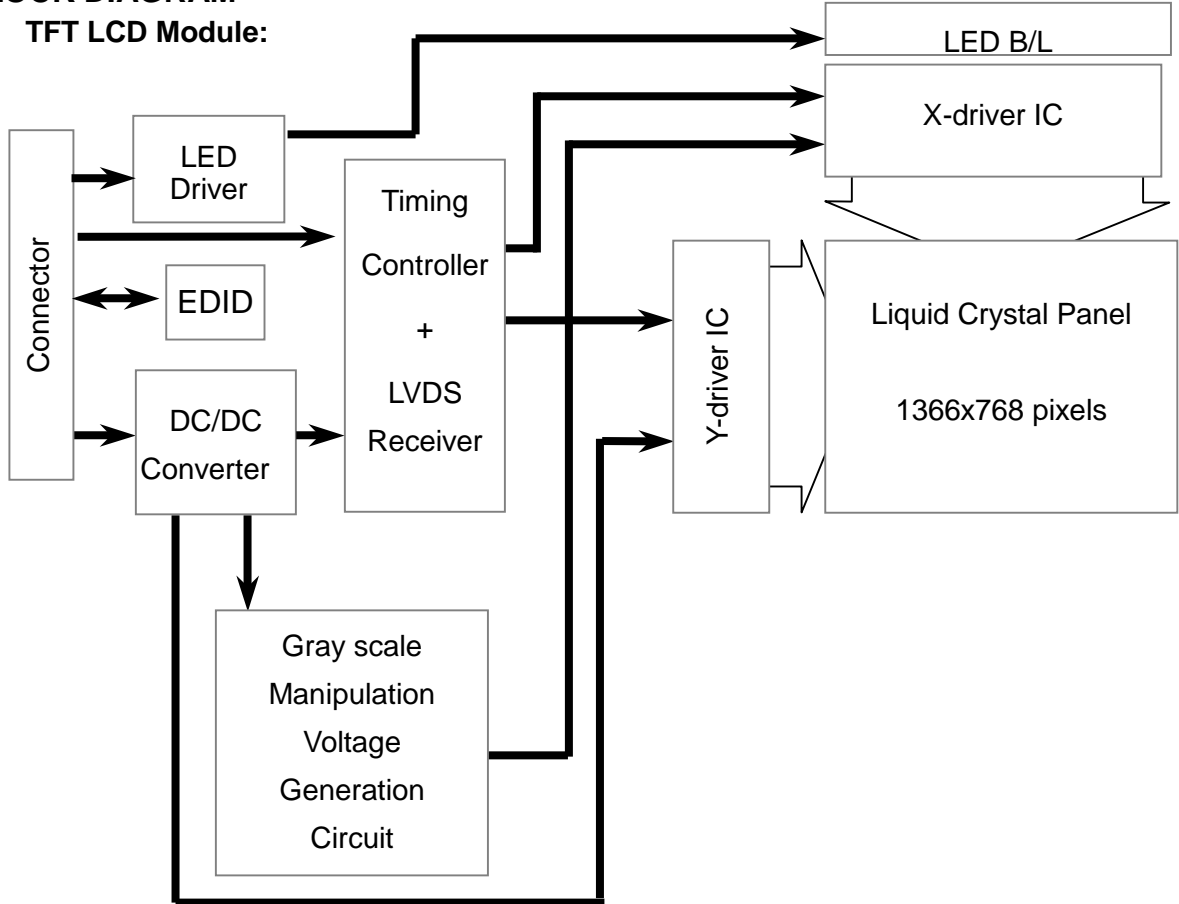 TFT LCD Module:
LED B/L
X-driver IC
LED
Driver
Timing
Controller
+
LVDS
Receiver
Connector
EDID
DC/DC
Converter
Y-driver IC
Liquid Crystal Panel
1366x768 pixels
Gray scale
Manipulation
Voltage
Generation
Circuit